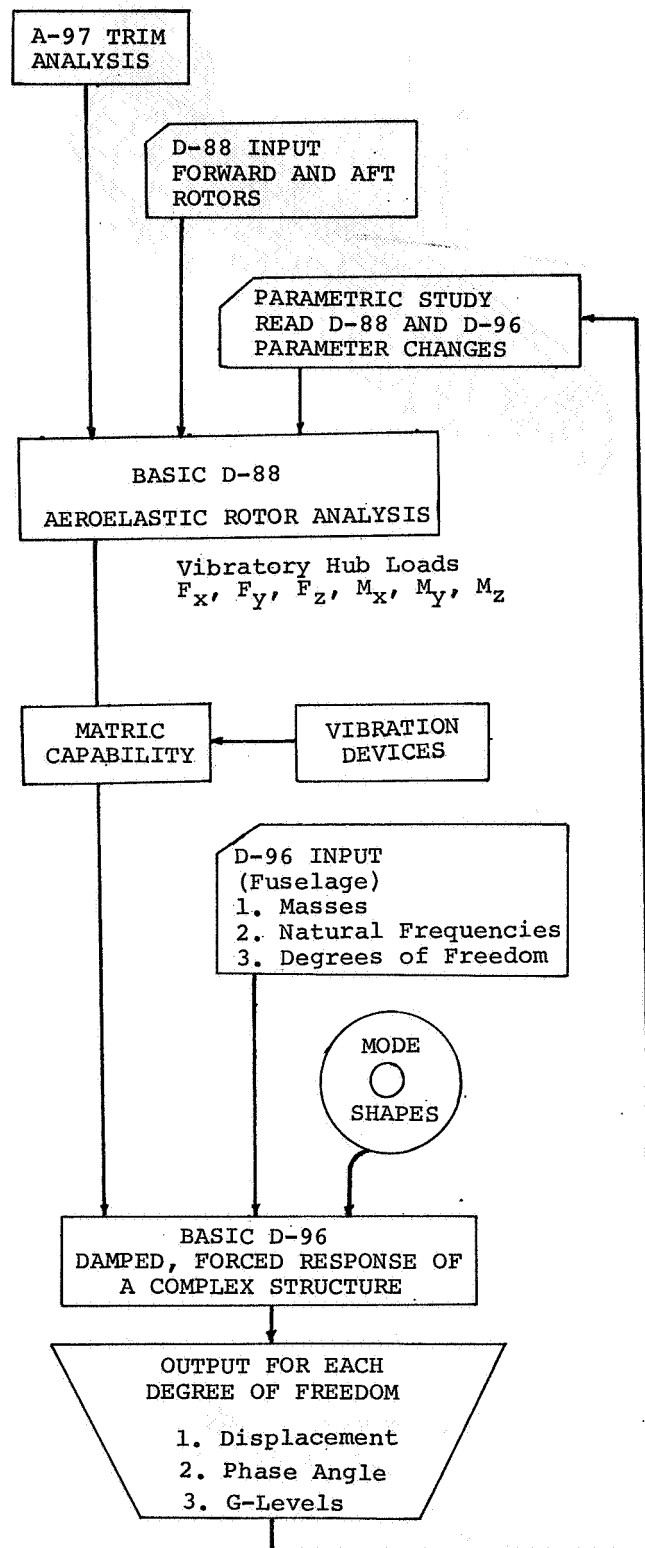 A-97 TRIM
ANALYSIS
D-88 INPUT
FORWARD AND AFT
ROTORS
PARAMETRIC STUDY
READ D-88 AND D-96
PARAMETER CHANGES
BASIC D-88
AEROELASTIC ROTOR ANALYSIS
Vibratory Hub Loads
Fx, Fy, Fz, Mx, My, Mz
MATRIC
CAPABILITY
VIBRATION
DEVICES
D-96 INPUT
(Fuselage)
1. Masses
2. Natural Frequencies
3. Degrees of Freedom
MODE
SHAPES
BASIC D-96
DAMPED, FORCED RESPONSE OF
A COMPLEX STRUCTURE
OUTPUT FOR EACH
DEGREE OF FREEDOM
1. Displacement
2. Phase Angle
3. G-Levels